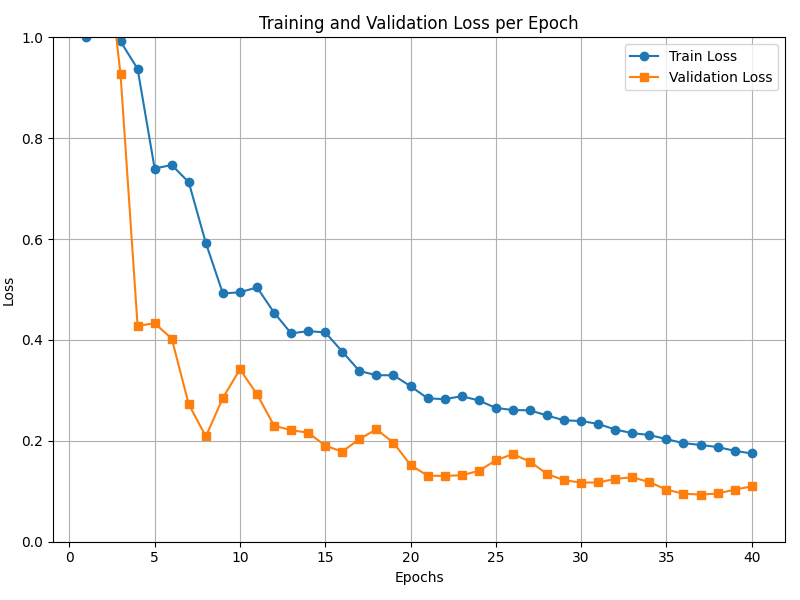 Training and Validation Loss per Epoch
Train Loss
Validation Loss
1.0
0.8
0.6
0.4
0.2
0.0
Loss
0 5 10 15 20 25 30 35 40
Epochs